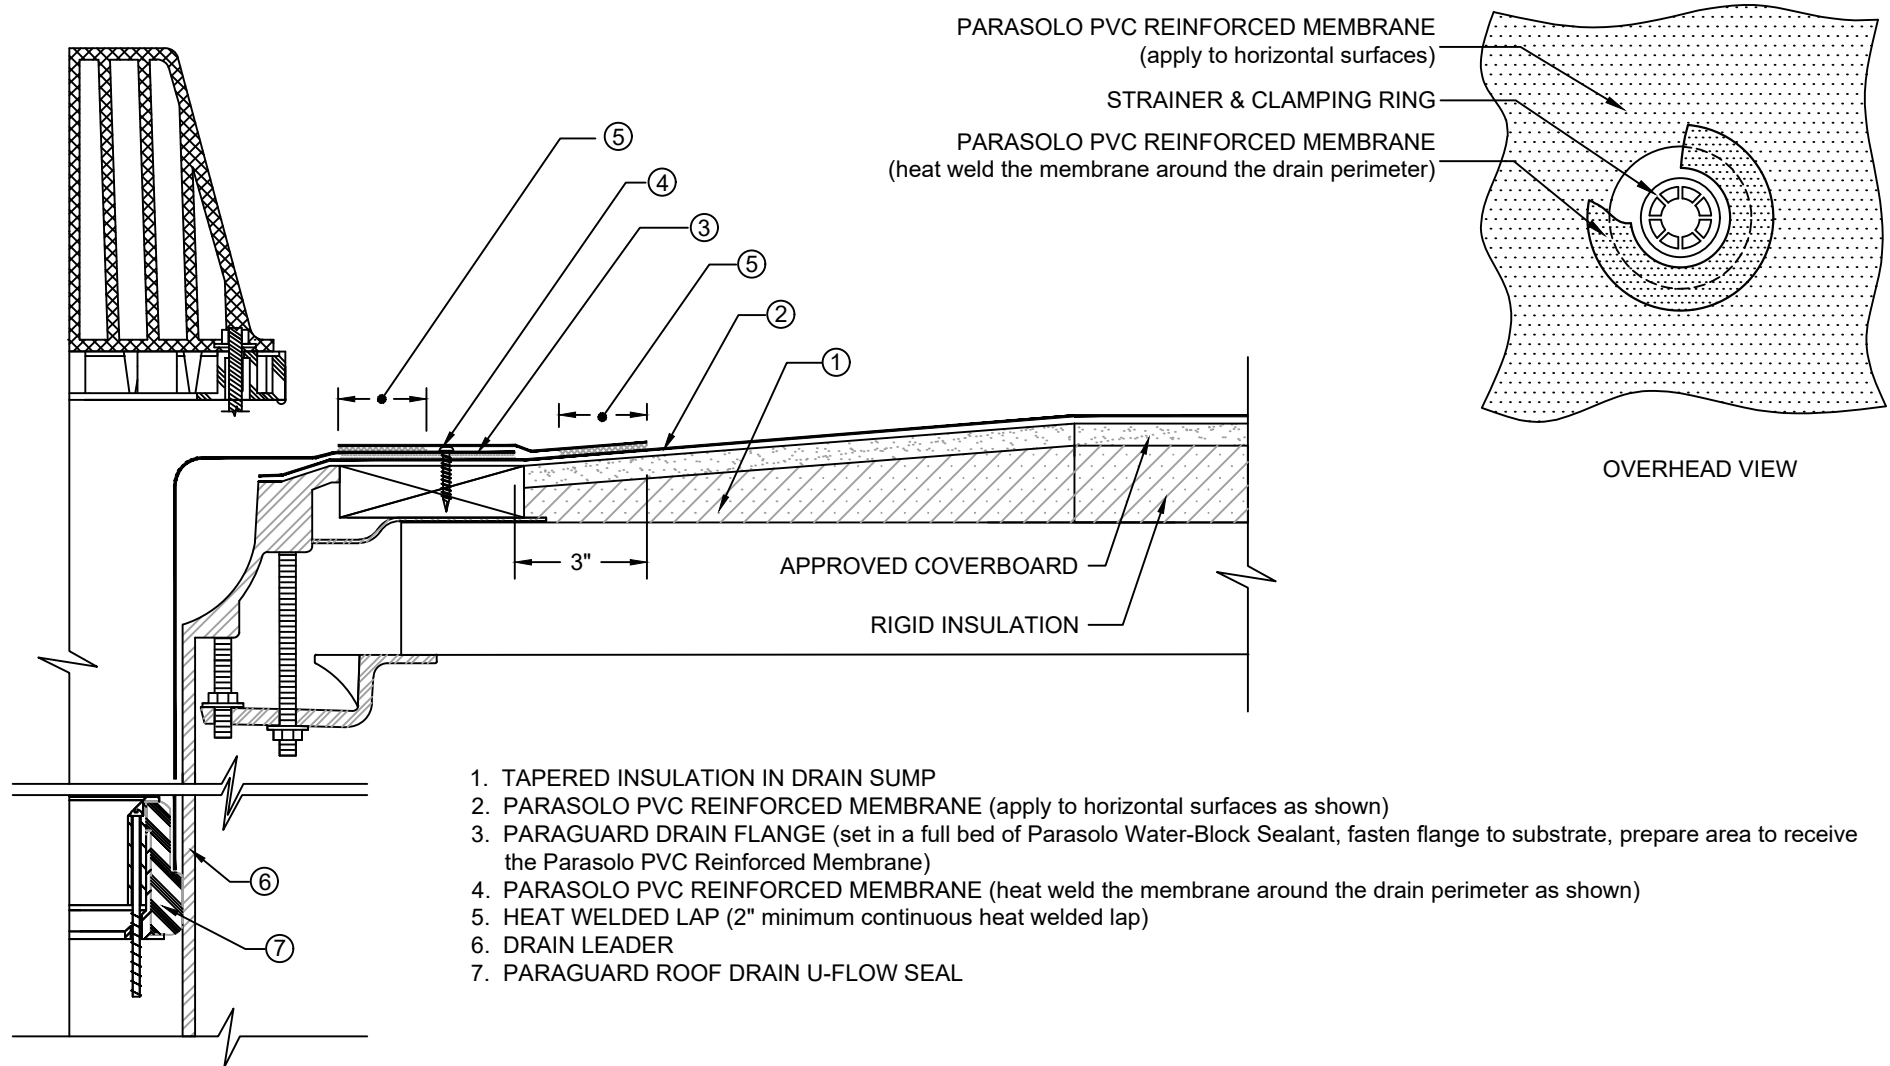 PARASOLO PVC REINFORCED MEMBRANE
(apply to horizontal surfaces)
STRAINER & CLAMPING RING
PARASOLO PVC REINFORCED MEMBRANE
(heat weld the membrane around the drain perimeter)
OVERHEAD VIEW
5
4
3
5
2
1
3"
APPROVED COVERBOARD
RIGID INSULATION
6
7
1. TAPERED INSULATION IN DRAIN SUMP
2. PARASOLO PVC REINFORCED MEMBRANE (apply to horizontal surfaces as shown)
3. PARAGUARD DRAIN FLANGE (set in a full bed of Parasolo Water-Block Sealant, fasten flange to substrate, prepare area to receive
the Parasolo PVC Reinforced Membrane)
4. PARASOLO PVC REINFORCED MEMBRANE (heat weld the membrane around the drain perimeter as shown)
5. HEAT WELDED LAP (2" minimum continuous heat welded lap)
6. DRAIN LEADER
7. PARAGUARD ROOF DRAIN U-FLOW SEAL